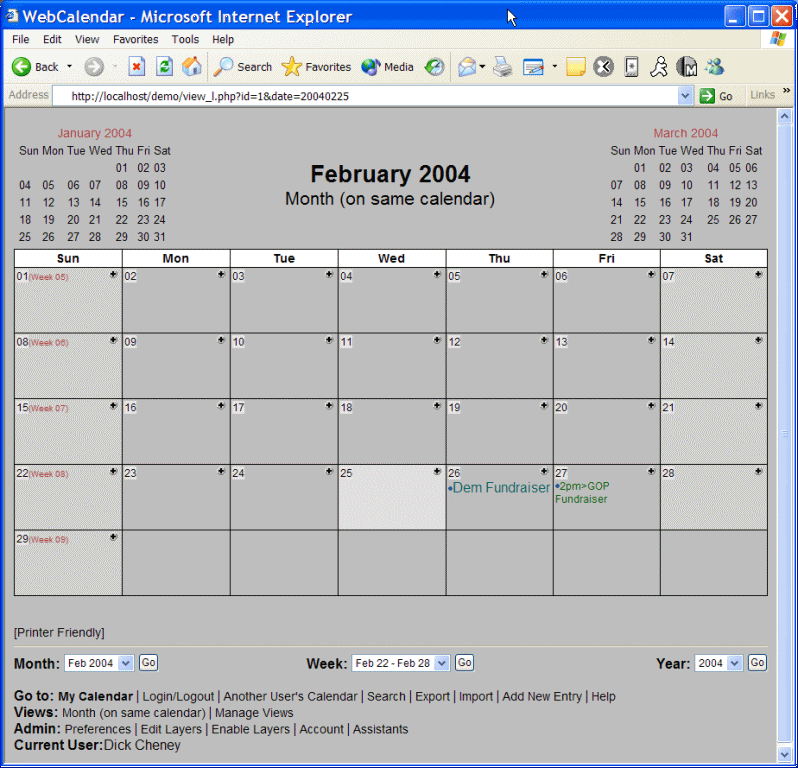 WebCalendar - Microsoft Internet Explorer
File Edit View Favorites Tools Help
Back Search Favorites Media
Address http://localhost/demo/view_l.php?id=1&date=20040225 Go Links »
January 2004
Sun Mon Tue Wed Thu Fri Sat
01 02 03
04 05 06 07 08 09 10
11 12 13 14 15 16 17
18 19 20 21 22 23 24
25 26 27 28 29 30 31
February 2004
Month (on same calendar)
March 2004
Sun Mon Tue Wed Thu Fri Sat
01 02 03 04 05 06
07 08 09 10 11 12 13
14 15 16 17 18 19 20
21 22 23 24 25 26 27
28 29 30 31
Sun Mon Tue Wed Thu Fri Sat
01(Week 05) 02 03 04 05 06 07
08(Week 06) 09 10 11 12 13 14
15(Week 07) 16 17 18 19 20 21
22(Week 08) 23 24 25 26 27 28
•Dem Fundraiser •2pm>GOP
Fundraiser
29(Week 09)
[Printer Friendly]
Month: Feb 2004 Go Week: Feb 22 - Feb 28 Go Year: 2004 Go
Go to: My Calendar | Login/Logout | Another User's Calendar | Search | Export | Import | Add New Entry | Help
Views: Month (on same calendar) | Manage Views
Admin: Preferences | Edit Layers | Enable Layers | Account | Assistants
Current User:Dick Cheney